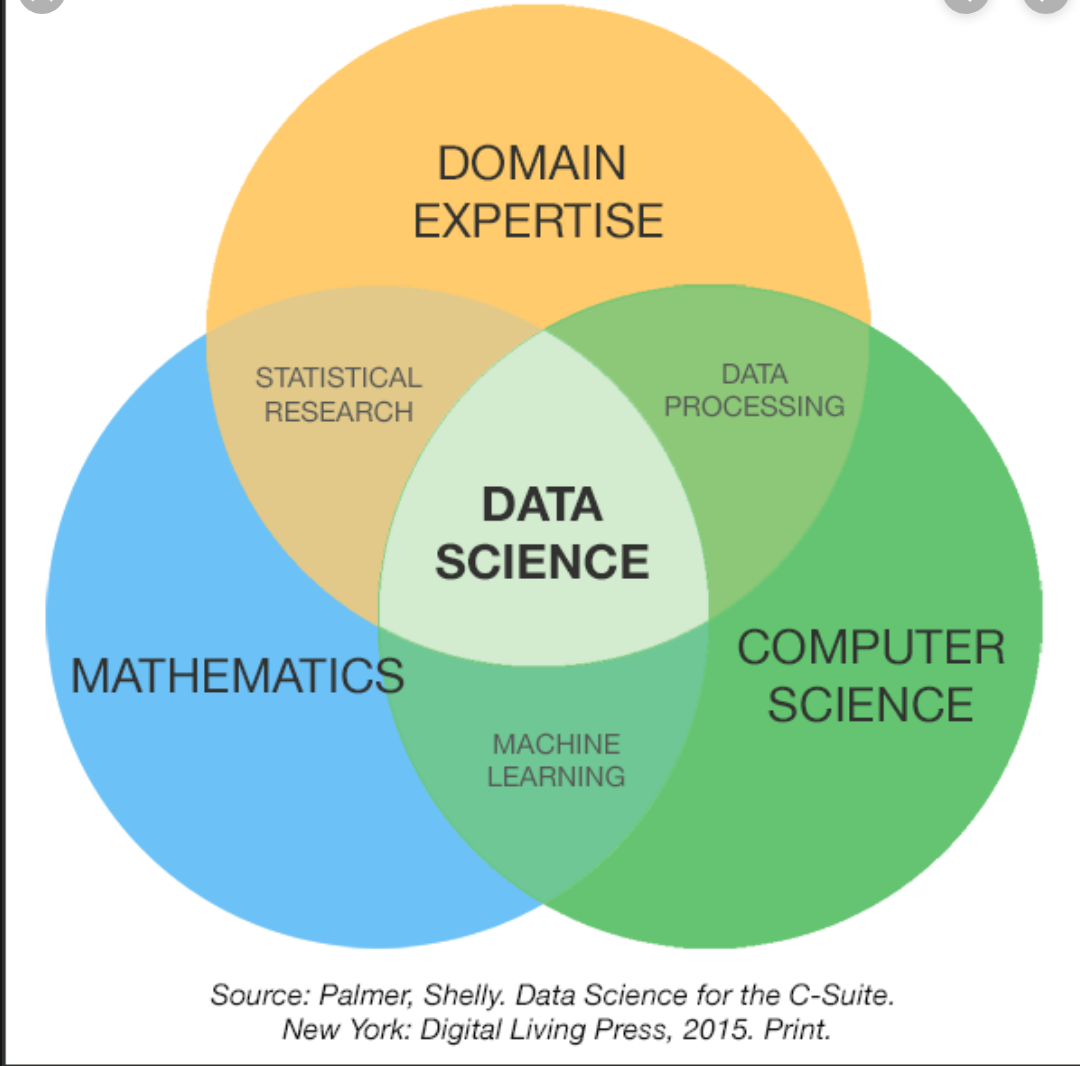 DOMAIN
EXPERTISE
STATISTICAL
RESEARCH
DATA
PROCESSING
DATA
SCIENCE
MATHEMATICS
COMPUTER
SCIENCE
MACHINE
LEARNING
Source: Palmer, Shelly. Data Science for the C-Suite.
New York: Digital Living Press, 2015. Print.